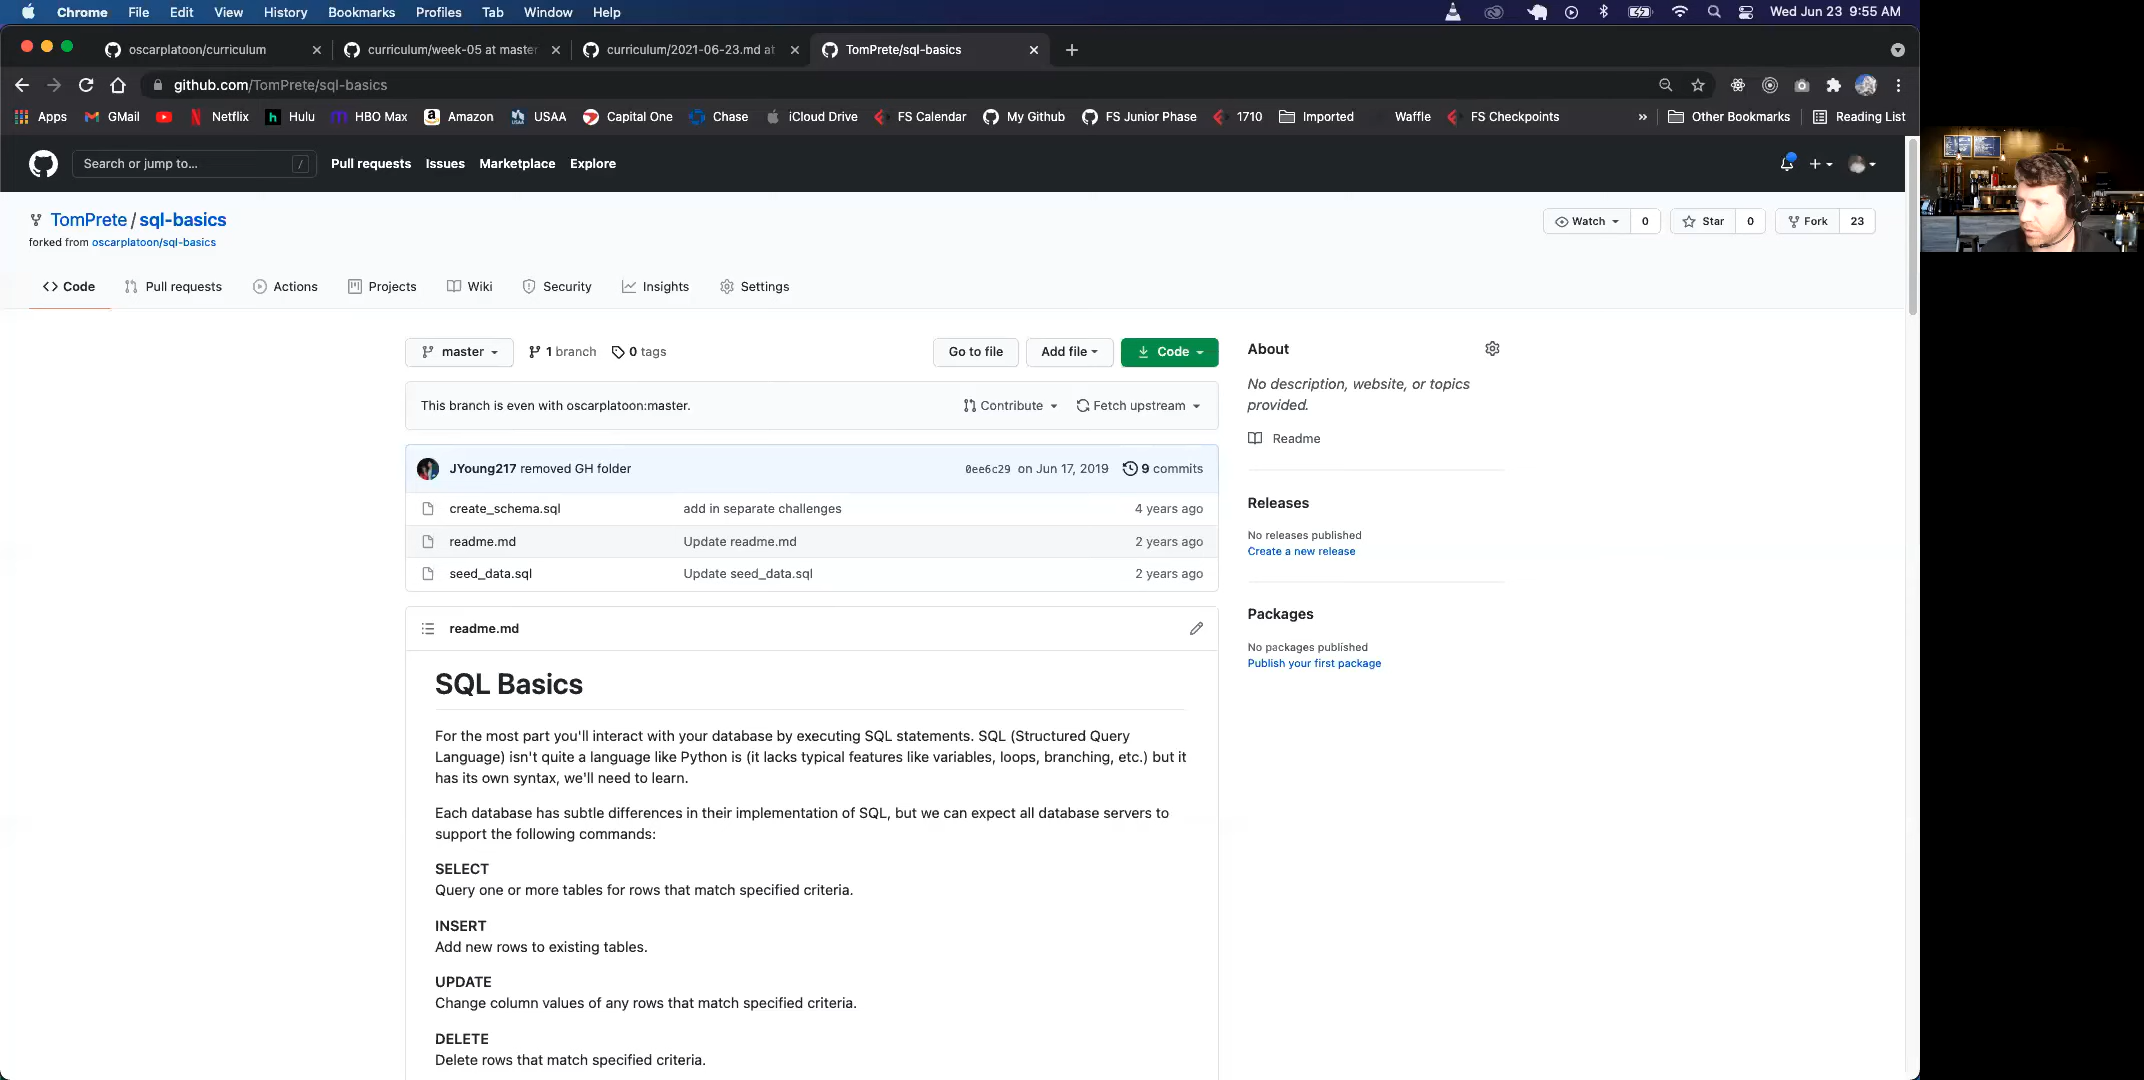 Chrome File Edit View History Bookmarks Profiles Tab Window Help Wed Jun 23 9:55 AM
oscarplatoon/curriculum curriculum/week-05 at master curriculum/2021-06-23.md at TomPrete/sql-basics
github.com/TomPrete/sql-basics
Apps GMail Netflix Hulu HBO Max Amazon USAA Capital One Chase iCloud Drive FS Calendar My Github FS Junior Phase 1710 Imported Waffle FS Checkpoints » Other Bookmarks Reading List
Search or jump to... / Pull requests Issues Marketplace Explore
TomPrete / sql-basics
Watch 0 Star 0 Fork 23
forked from oscarplatoon/sql-basics
Code Pull requests Actions Projects Wiki Security Insights Settings
master 1 branch 0 tags Go to file Add file Code
This branch is even with oscarplatoon:master. Contribute Fetch upstream
JYoung217 removed GH folder 0ee6c29 on Jun 17, 2019 9 commits
create_schema.sql add in separate challenges 4 years ago
readme.md Update readme.md 2 years ago
seed_data.sql Update seed_data.sql 2 years ago
About
No description, website, or topics
provided.
Readme
Releases
No releases published
Create a new release
Packages
No packages published
Publish your first package
readme.md
SQL Basics
For the most part you'll interact with your database by executing SQL statements. SQL (Structured Query
Language) isn't quite a language like Python is (it lacks typical features like variables, loops, branching, etc.) but it
has its own syntax, we'll need to learn.
Each database has subtle differences in their implementation of SQL, but we can expect all database servers to
support the following commands:
SELECT
Query one or more tables for rows that match specified criteria.
INSERT
Add new rows to existing tables.
UPDATE
Change column values of any rows that match specified criteria.
DELETE
Delete rows that match specified criteria.